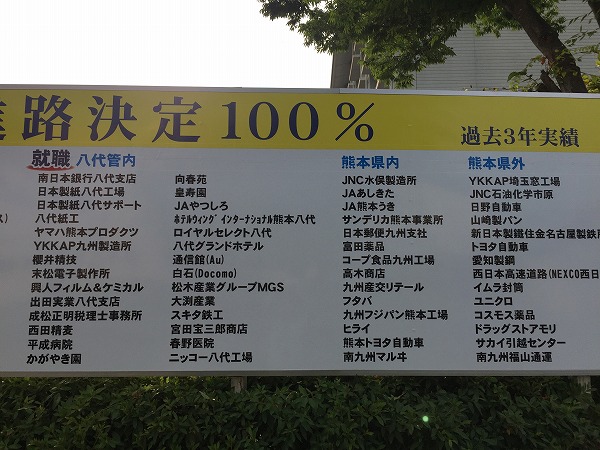 進路決定100%
過去3年実績
就職 八代管内
南日本銀行八代支店
日本製紙八代工場
日本製紙八代サポート
八代紙工
ヤマハ熊本プロダクツ
YKKAP九州製造所
櫻井精技
末松電子製作所
興人フィルム&ケミカル
出田実業八代支店
成松正明税理士事務所
西田精麦
平成病院
かがやき園
向春苑
皇寿園
JAやつしろ
ホテルウィングインターナショナル熊本八代
ロイヤルセレクト八代
八代グランドホテル
通信館(Au)
白石(Docomo)
松木産業グループMGS
大渕産業
スキタ鉄工
宮田宝三郎商店
春野医院
ニッコー八代工場
熊本県内
JNC水俣製造所
JAあしきた
JA熊本うき
サンデリカ熊本事業所
日本郵便九州支社
富田薬品
コープ食品九州工場
高木商店
九州産交リテール
フタバ
九州フジパン熊本工場
ヒライ
熊本トヨタ自動車
南九州マルヰ
熊本県外
YKKAP埼玉窓工場
JNC石油化学市原
日野自動車
山崎製パン
新日本製鐵住金名古屋製鉄所
トヨタ自動車
愛知製鋼
西日本高速道路(NEXCO西日
イムラ封筒
ユニクロ
コスモス薬品
ドラッグストアモリ
サカイ引越センター
南九州福山通運